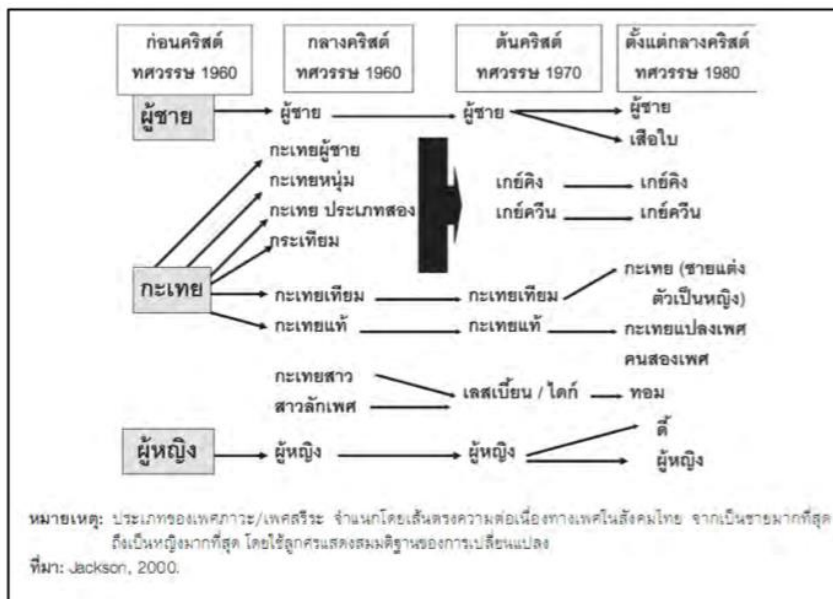 ก่อนคริสต์ทศวรรษ 1960
กลางคริสต์ทศวรรษ 1960
ต้นคริสต์ทศวรรษ 1970
ตั้งแต่กลางคริสต์ทศวรรษ 1980
ผู้ชาย
ผู้ชาย
ผู้ชาย
ผู้ชาย
เสือใบ
กะเทยผู้ชาย
กะเทยหนุ่ม
กะเทย ประเภทสอง
กระเทียม
เกย์คิง
เกย์คิง
เกย์ควีน
เกย์ควีน
กะเทย
กะเทยเทียม
กะเทยเทียม
กะเทย (ชายแต่ง
ตัวเป็นหญิง)
กะเทยแท้
กะเทยแท้
กะเทยแปลงเพศ
คนสองเพศ
กะเทยสาว
สาวลักเพศ
เลสเบี้ยน / ไดก์
ทอม
ดี้
ผู้หญิง
ผู้หญิง
ผู้หญิง
ผู้หญิง
หมายเหตุ: ประเภทของเพศภาวะ/เพศสรีระ จำแนกโดยเส้นตรงความต่อเนื่องทางเพศในสังคมไทย จากเป็นชายมากที่สุด
ถึงเป็นหญิงมากที่สุด โดยใช้ลูกศรแสดงสมมติฐานของการเปลี่ยนแปลง
ที่มา: Jackson, 2000.